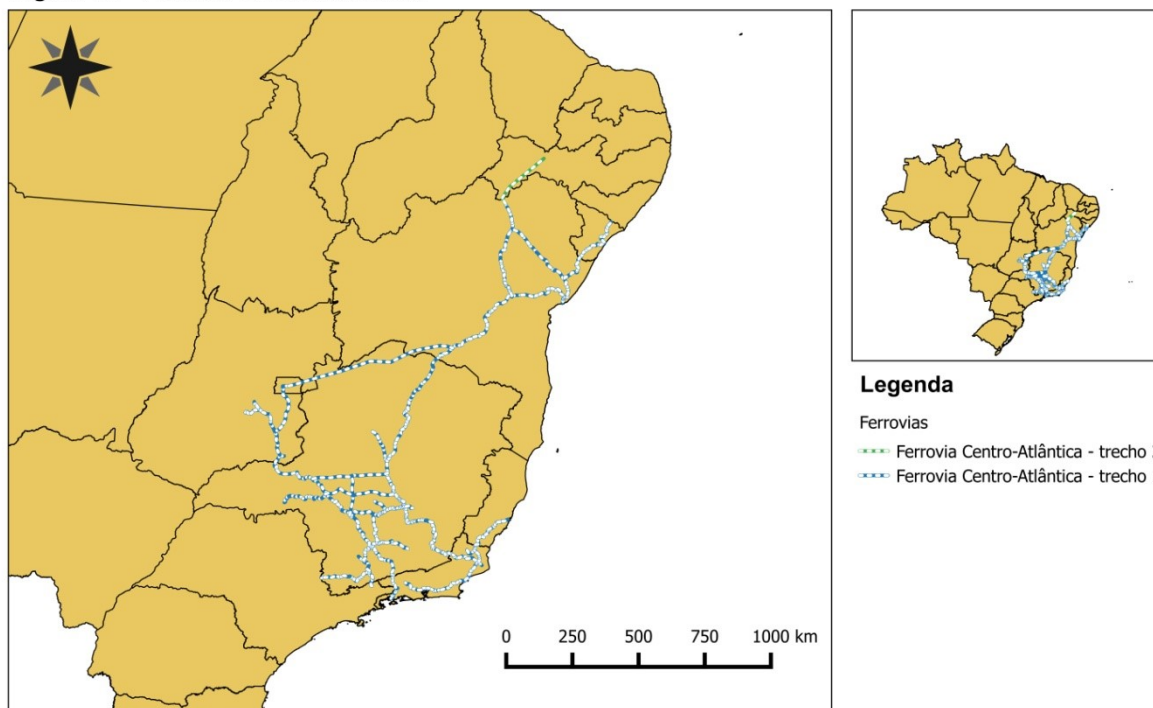 0 250 500 750 1000 km
Legenda
Ferrovias
Ferrovia Centro-Atlântica - trecho
Ferrovia Centro-Atlântica - trecho